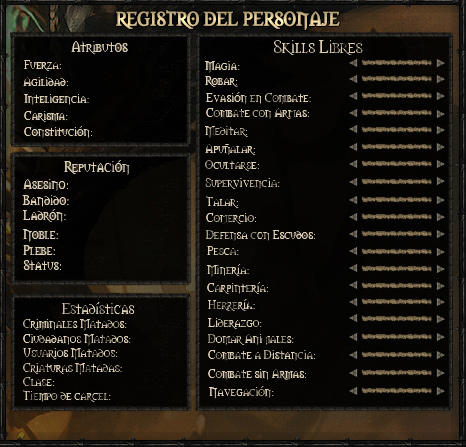 Registro del Personaje
Atributos
Fuerza:
Agilidad:
Inteligencia:
Carisma:
Constitución:
Reputación
Asesino:
Bandido:
Ladrón:
Noble:
Plebe:
Status:
Estadísticas
Criminales Matados:
Ciudadanos Matados:
Usuarios Matados:
Criaturas Matadas:
Clase:
Tiempo de carcel:
Skills Libres
Magia:
Robar:
Evasión en Combate:
Combate con Armas:
Meditar:
Apuñalar:
Ocultarse:
Supervivencia:
Talar:
Comercio:
Defensa con Escudos:
Pesca:
Minería:
Carpintería:
Herrería:
Liderazgo:
Domar Animales:
Combate a Distancia:
Combate sin Armas:
Navegación: